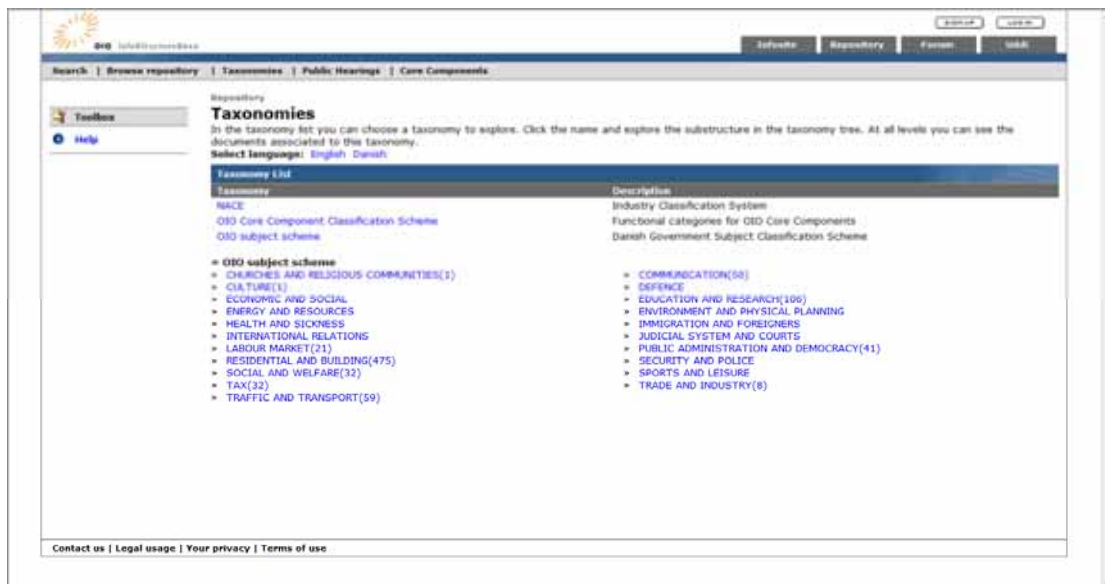 SIGN UP LOG IN
OIO InfoStructureBase
Infosite Repository Forum UDDI
Search | Browse repository | Taxonomies | Public Hearings | Core Components
Repository
Toolbox
Taxonomies
Help
In the taxonomy list you can choose a taxonomy to explore. Click the name and explore the substructure in the taxonomy tree. At all levels you can see the
documents associated to this taxonomy.
Select language: English Danish
Taxonomy List
Taxonomy Description
NACE Industry Classification System
OIO Core Component Classification Scheme Functional categories for OIO Core Components
OIO subject scheme Danish Government Subject Classification Scheme
» OIO subject scheme
» CHURCHES AND RELIGIOUS COMMUNITIES(1) » COMMUNICATION(50)
» CULTURE(1) » DEFENCE
» ECONOMIC AND SOCIAL » EDUCATION AND RESEARCH(106)
» ENERGY AND RESOURCES » ENVIRONMENT AND PHYSICAL PLANNING
» HEALTH AND SICKNESS » IMMIGRATION AND FOREIGNERS
» INTERNATIONAL RELATIONS » JUDICIAL SYSTEM AND COURTS
» LABOUR MARKET(21) » PUBLIC ADMINISTRATION AND DEMOCRACY(41)
» RESIDENTIAL AND BUILDING(475) » SECURITY AND POLICE
» SOCIAL AND WELFARE(32) » SPORTS AND LEISURE
» TAX(32) » TRADE AND INDUSTRY(8)
» TRAFFIC AND TRANSPORT(59)
Contact us | Legal usage | Your privacy | Terms of use